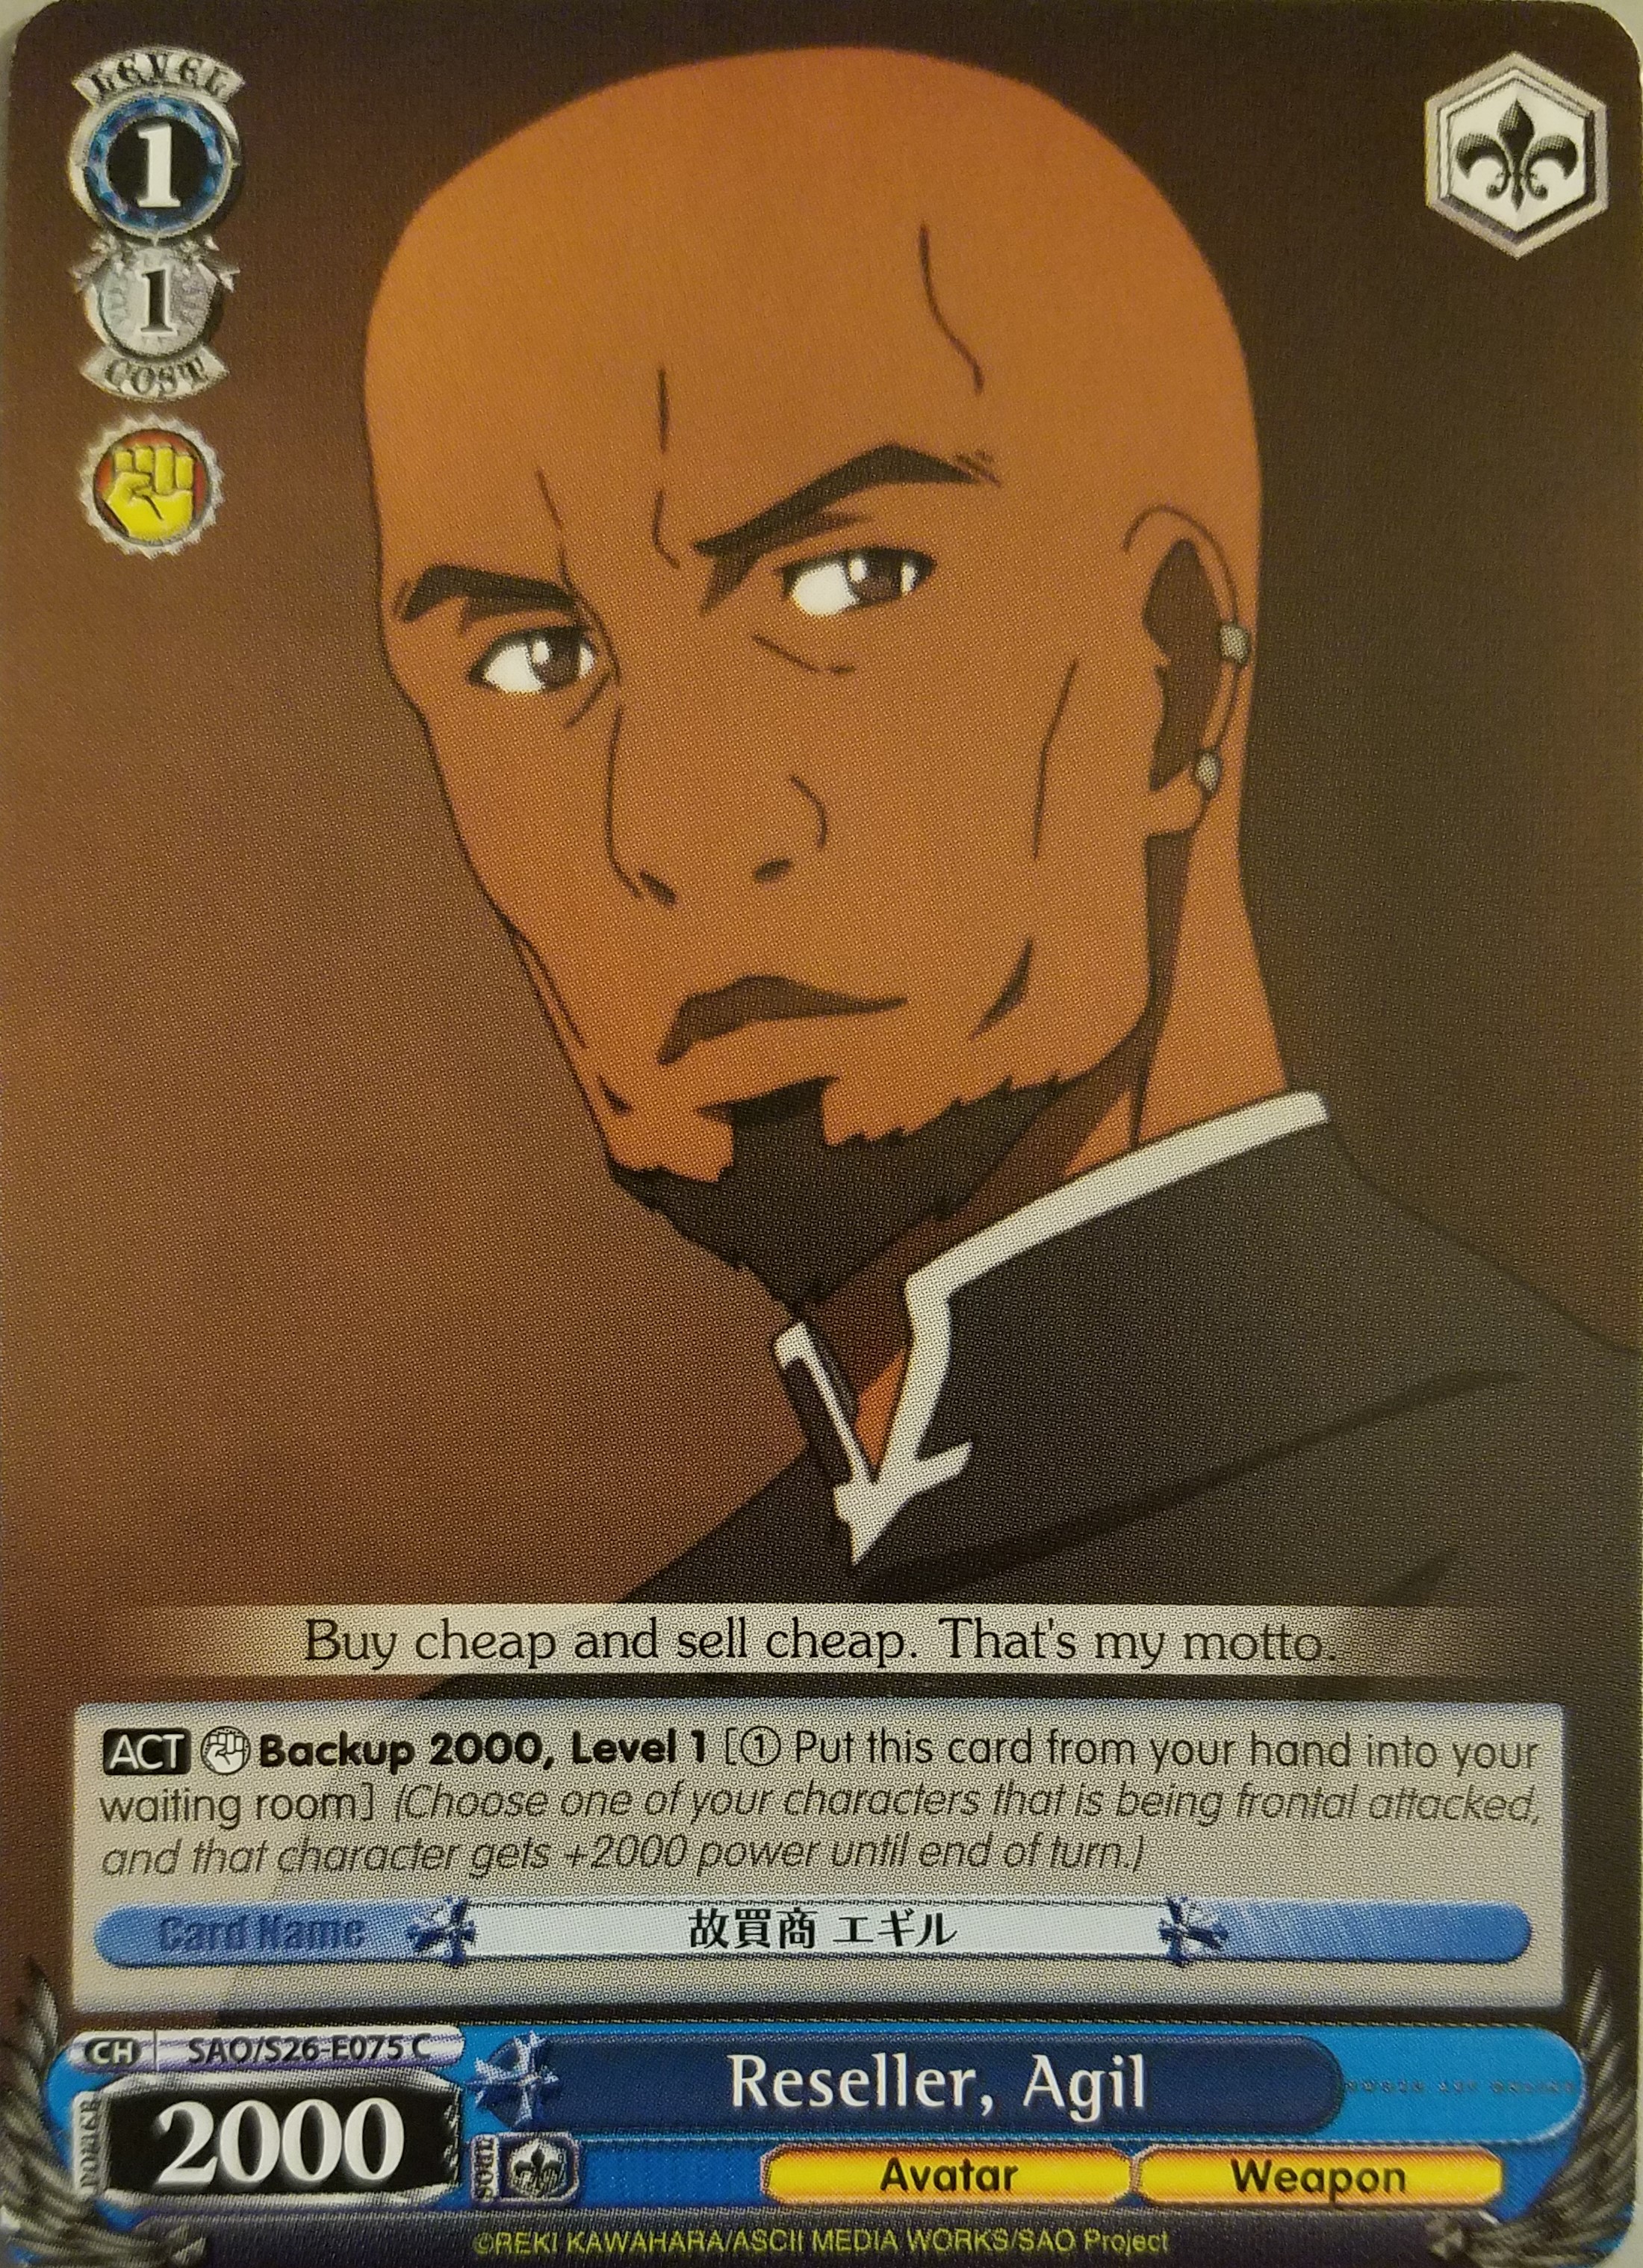 LEVEL
1
1
COST
Buy cheap and sell cheap. That's my motto.
ACT Backup 2000, Level 1 [① Put this card from your hand into your
waiting room] (Choose one of your characters that is being frontal attacked,
and that character gets +2000 power until end of turn.)
Card Name 故買商 エギル
CH SAO/S26-E075 C
Reseller, Agil
POWER 2000
SOUL
Avatar Weapon
©REKI KAWAHARA/ASCII MEDIA WORKS/SAO Project